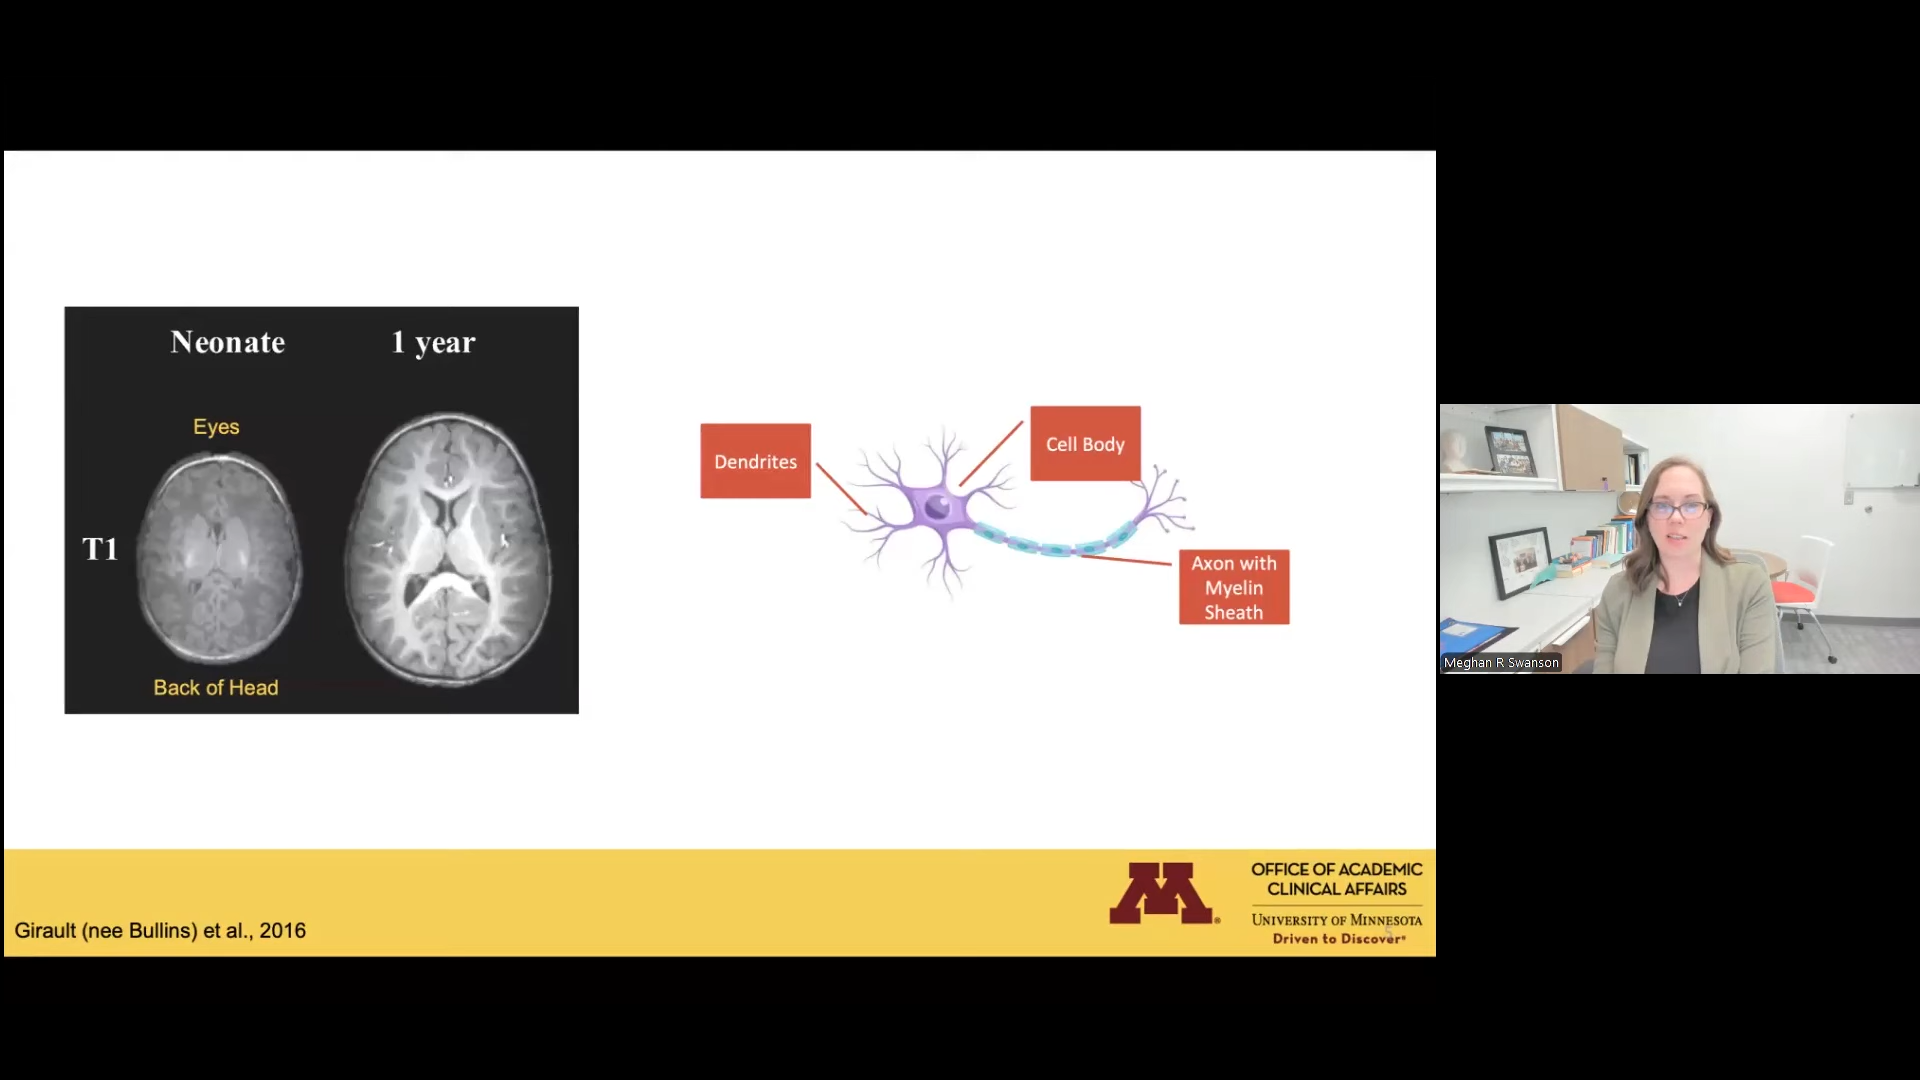 Neonate
1 year
Eyes
T1
Back of Head
Dendrites
Cell Body
Axon with
Myelin
Sheath
Girault (nee Bullins) et al., 2016
M
OFFICE OF ACADEMIC
CLINICAL AFFAIRS
UNIVERSITY OF MINNESOTA
Driven to Discover®
5
Meghan R Swanson